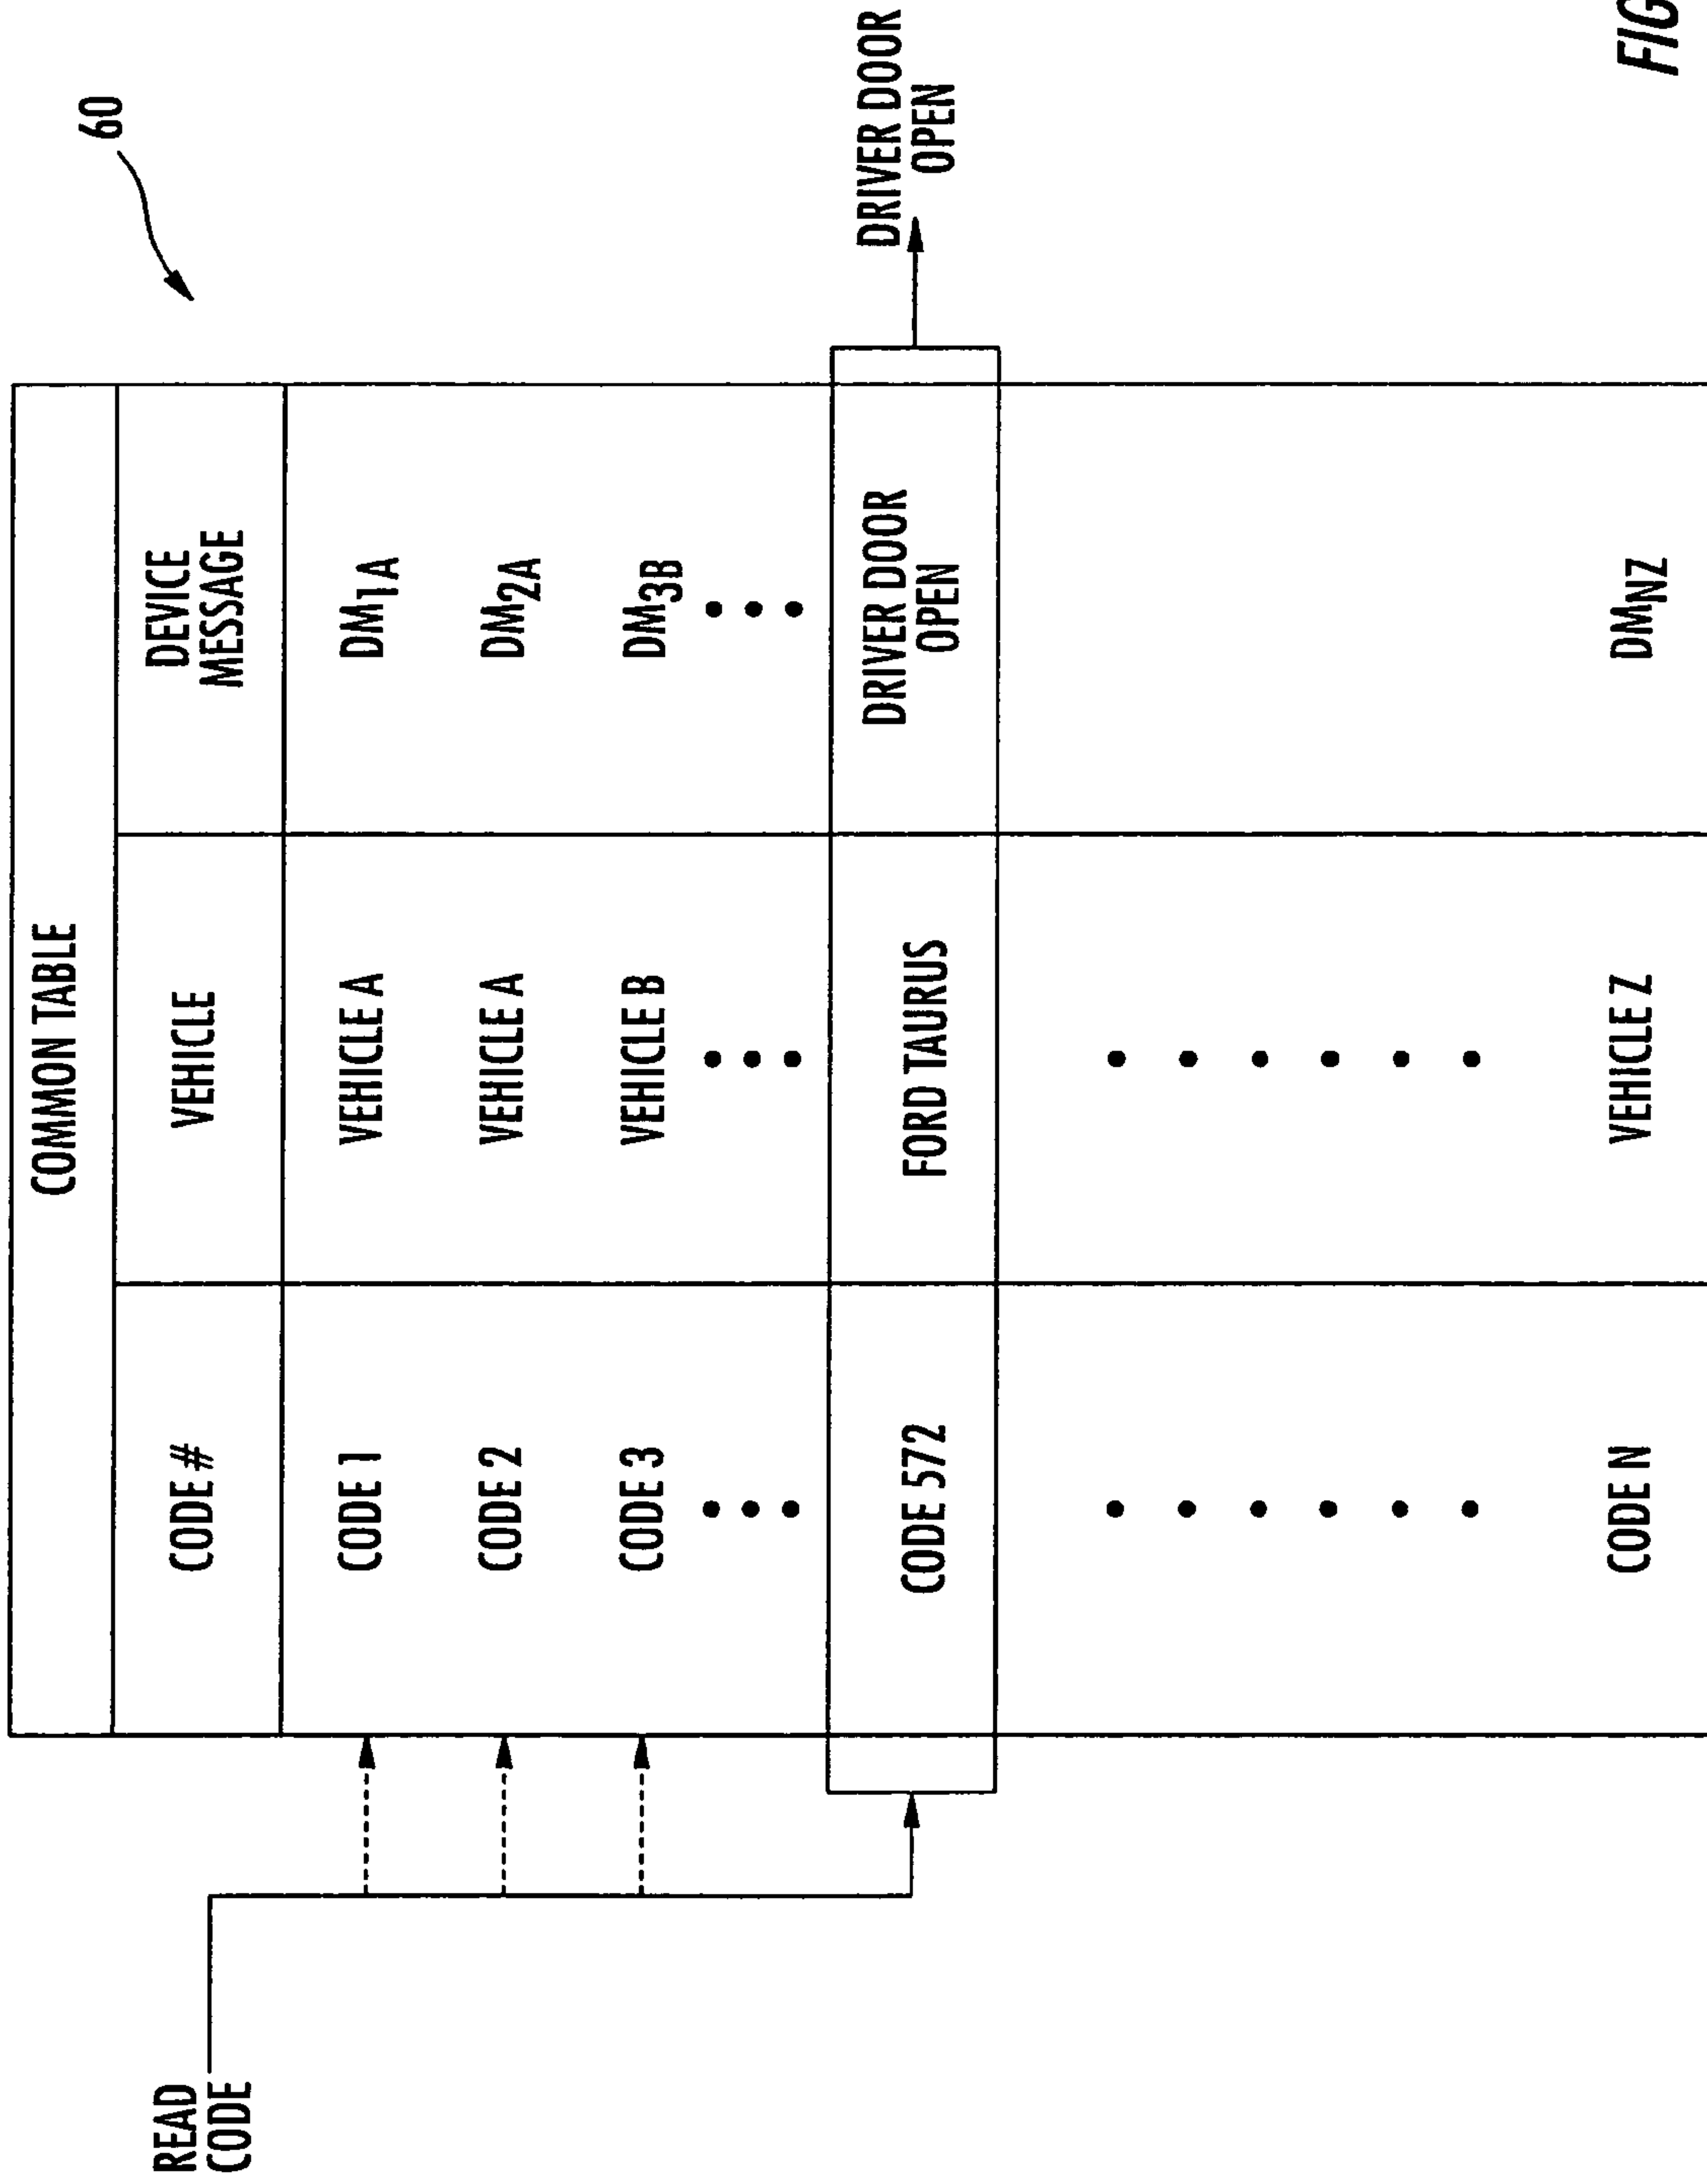 60
COMMON TABLE
CODE #
VEHICLE
DEVICE
MESSAGE
READ
CODE
CODE 1
VEHICLE A
DM1A
CODE 2
VEHICLE A
DM2A
CODE 3
VEHICLE B
DM3B
CODE 572
FORD TAURUS
DRIVER DOOR
OPEN
DRIVER DOOR
OPEN
CODE N
VEHICLE Z
DMNZ
FIG